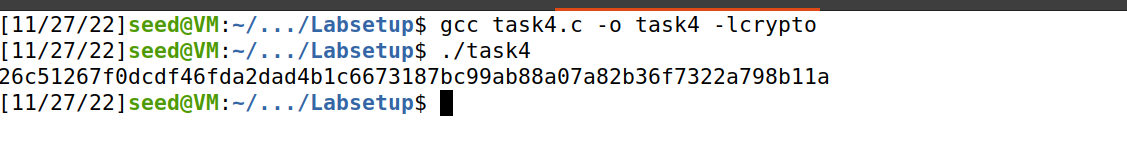 [11/27/22]seed@VM:~/.../Labsetup$ gcc task4.c -o task4 -lcrypto
[11/27/22]seed@VM:~/.../Labsetup$ ./task4
26c51267f0dcdf46fda2dad4b1c6673187bc99ab88a07a82b36f7322a798b11a
[11/27/22]seed@VM:~/.../Labsetup$